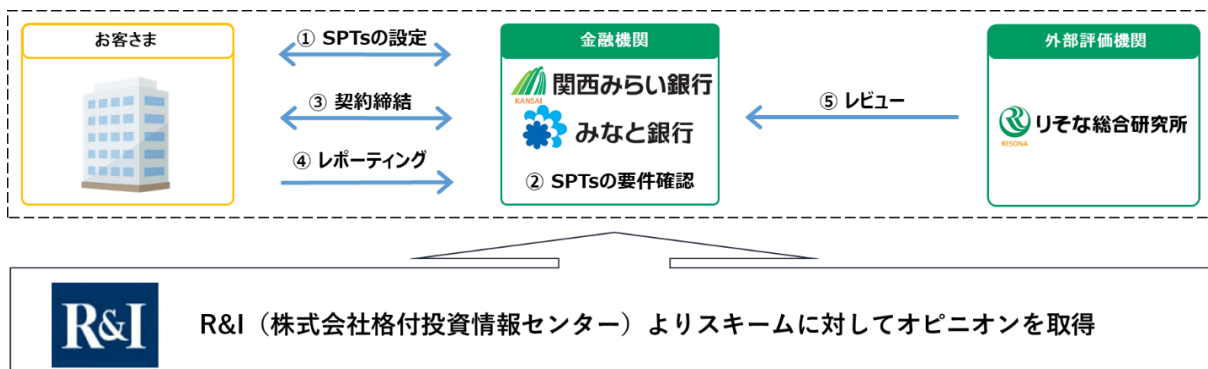 お客さま
① SPTsの設定
③ 契約締結
④ レポーティング
金融機関
KANSAI
関西みらい銀行
みなと銀行
② SPTsの要件確認
⑤ レビュー
外部評価機関
RESONA
りそな総合研究所
R&I
R&I（株式会社格付投資情報センター）よりスキームに対してオピニオンを取得